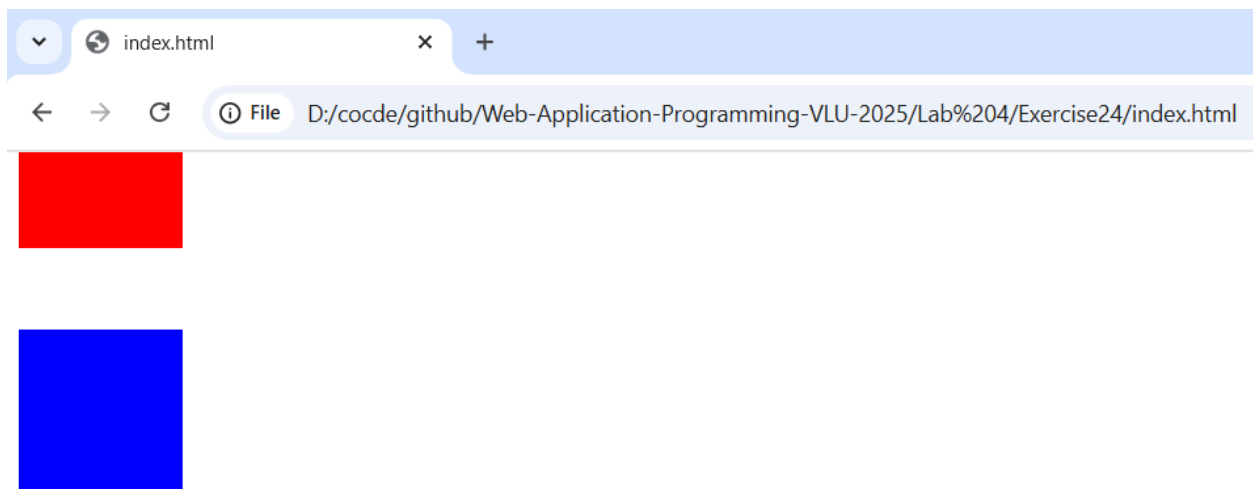 index.html
File D:/cocde/github/Web-Application-Programming-VLU-2025/Lab%204/Exercise24/index.html